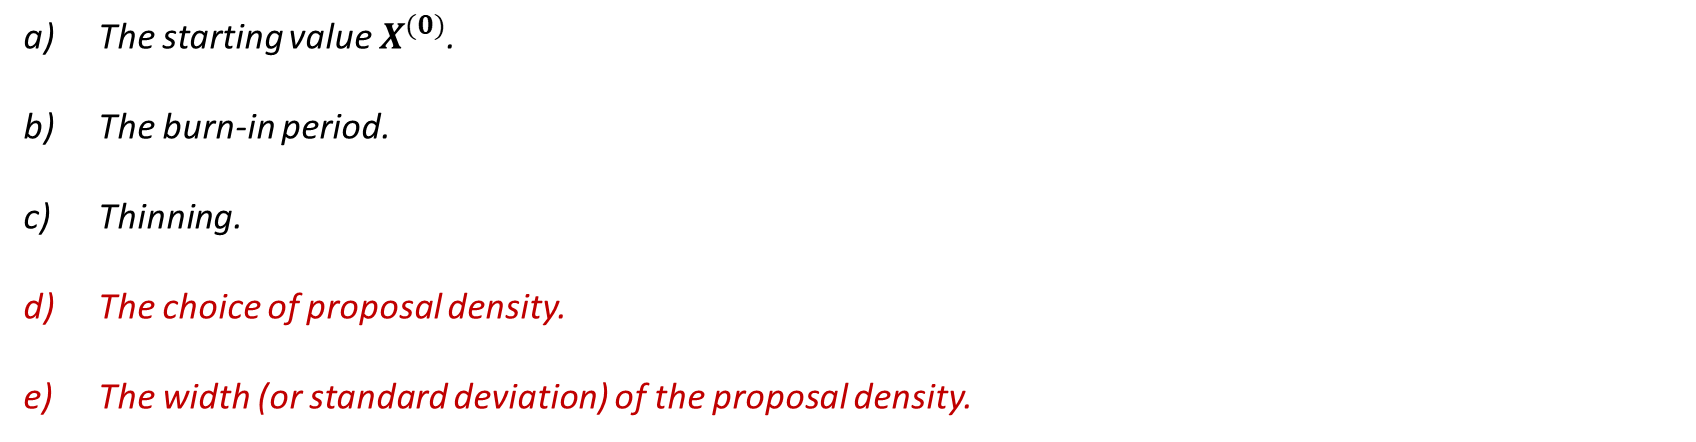 a) The starting value X⁽⁰⁾.
b) The burn-in period.
c) Thinning.
d) The choice of proposal density.
e) The width (or standard deviation) of the proposal density.